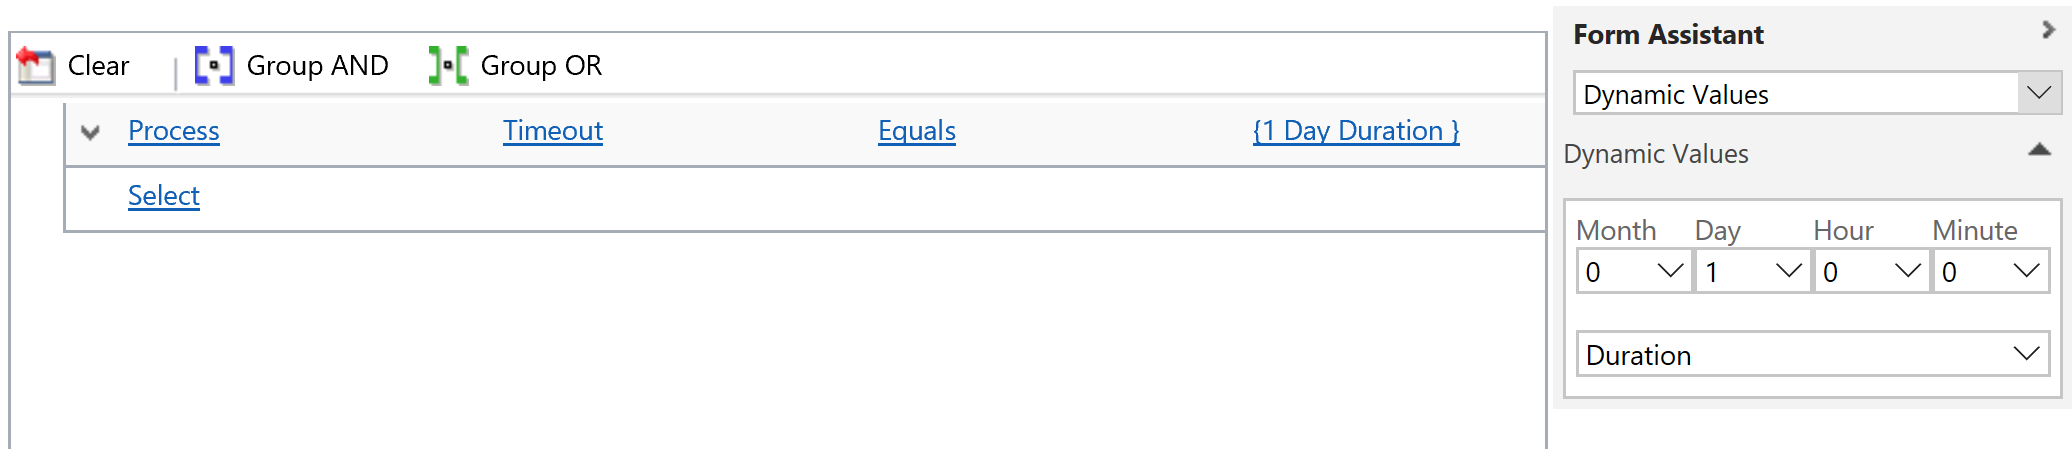 Clear | Group AND Group OR
Process Timeout Equals {1 Day Duration }
Select
Form Assistant
Dynamic Values
Dynamic Values
Month Day Hour Minute
0 1 0 0
Duration